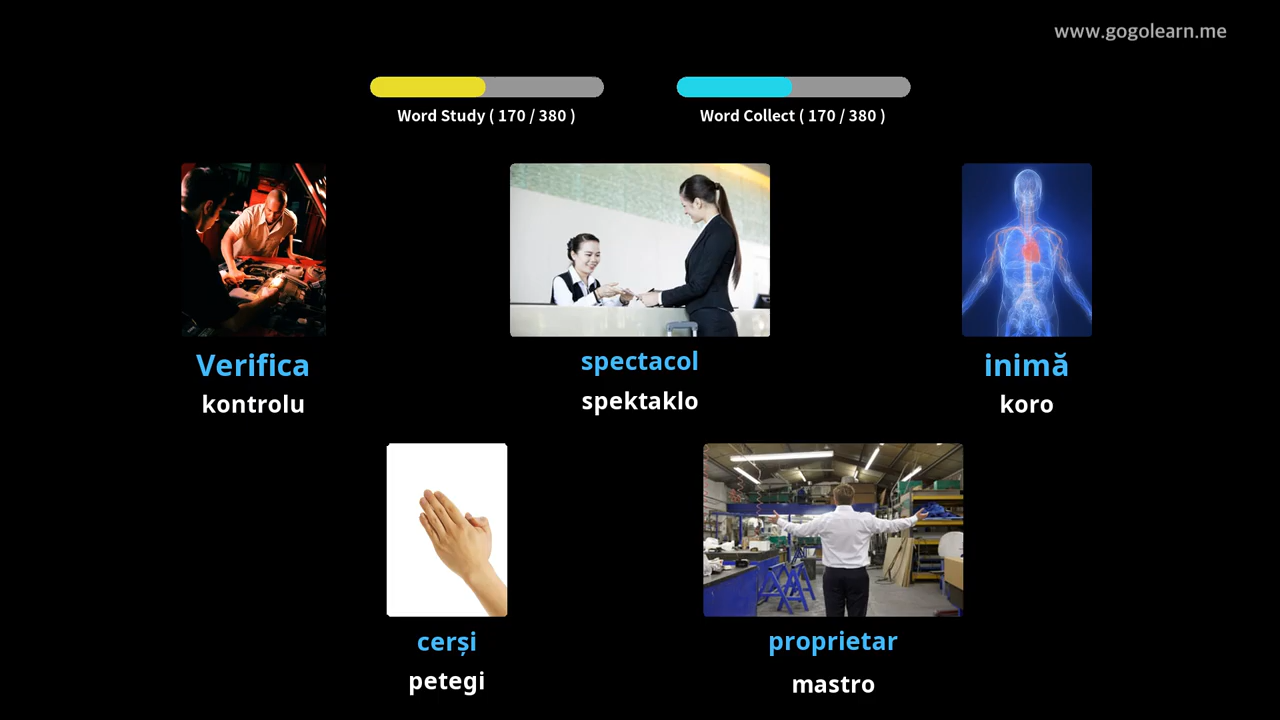 www.gogolearn.me
Word Study ( 170 / 380 )
Word Collect ( 170 / 380 )
Verifica
kontrolu
spectacol
spektaklo
inimă
koro
cerși
petegi
proprietar
mastro